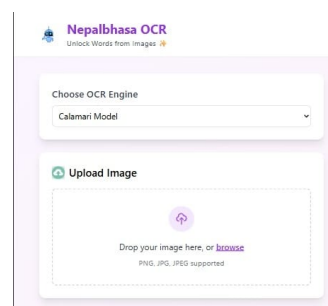 Nepalbhasa OCR
Unlock Words from Images ✨
Choose OCR Engine
Calamari Model
Upload Image
Drop your image here, or browse
PNG, JPG, JPEG supported